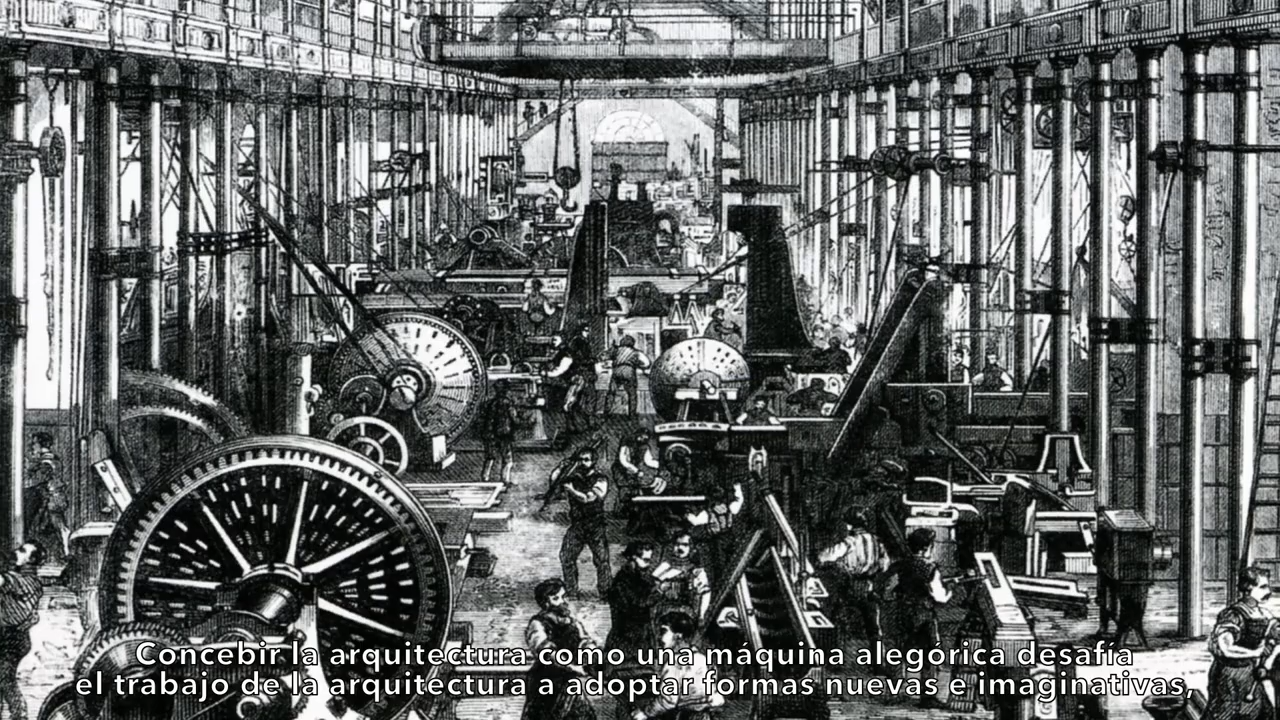 Concebir la arquitectura como una máquina alegórica desafía
el trabajo de la arquitectura a adoptar formas nuevas e imaginativas,